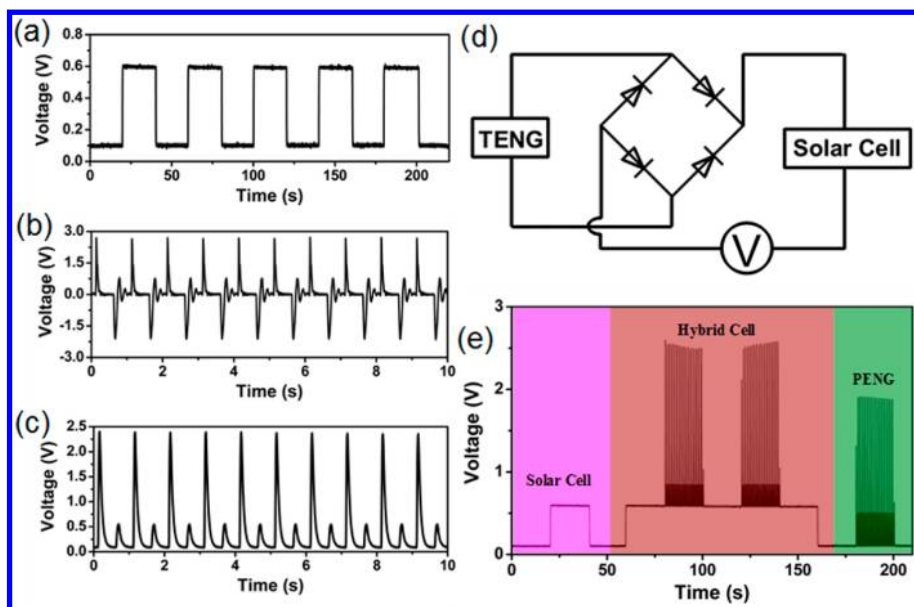 (a)
Voltage (V)
0.8
0.6
0.4
0.2
0.0
0 50 100 150 200
Time (s)
(b)
Voltage (V)
3.0
1.5
0.0
-1.5
-3.0
0 2 4 6 8 10
Time (s)
(c)
Voltage (V)
2.5
2.0
1.5
1.0
0.5
0.0
0 2 4 6 8 10
Time (s)
(d)
TENG
Solar Cell
V
(e)
Voltage (V)
3
2
1
0
Solar Cell
Hybrid Cell
PENG
0 50 100 150 200
Time (s)